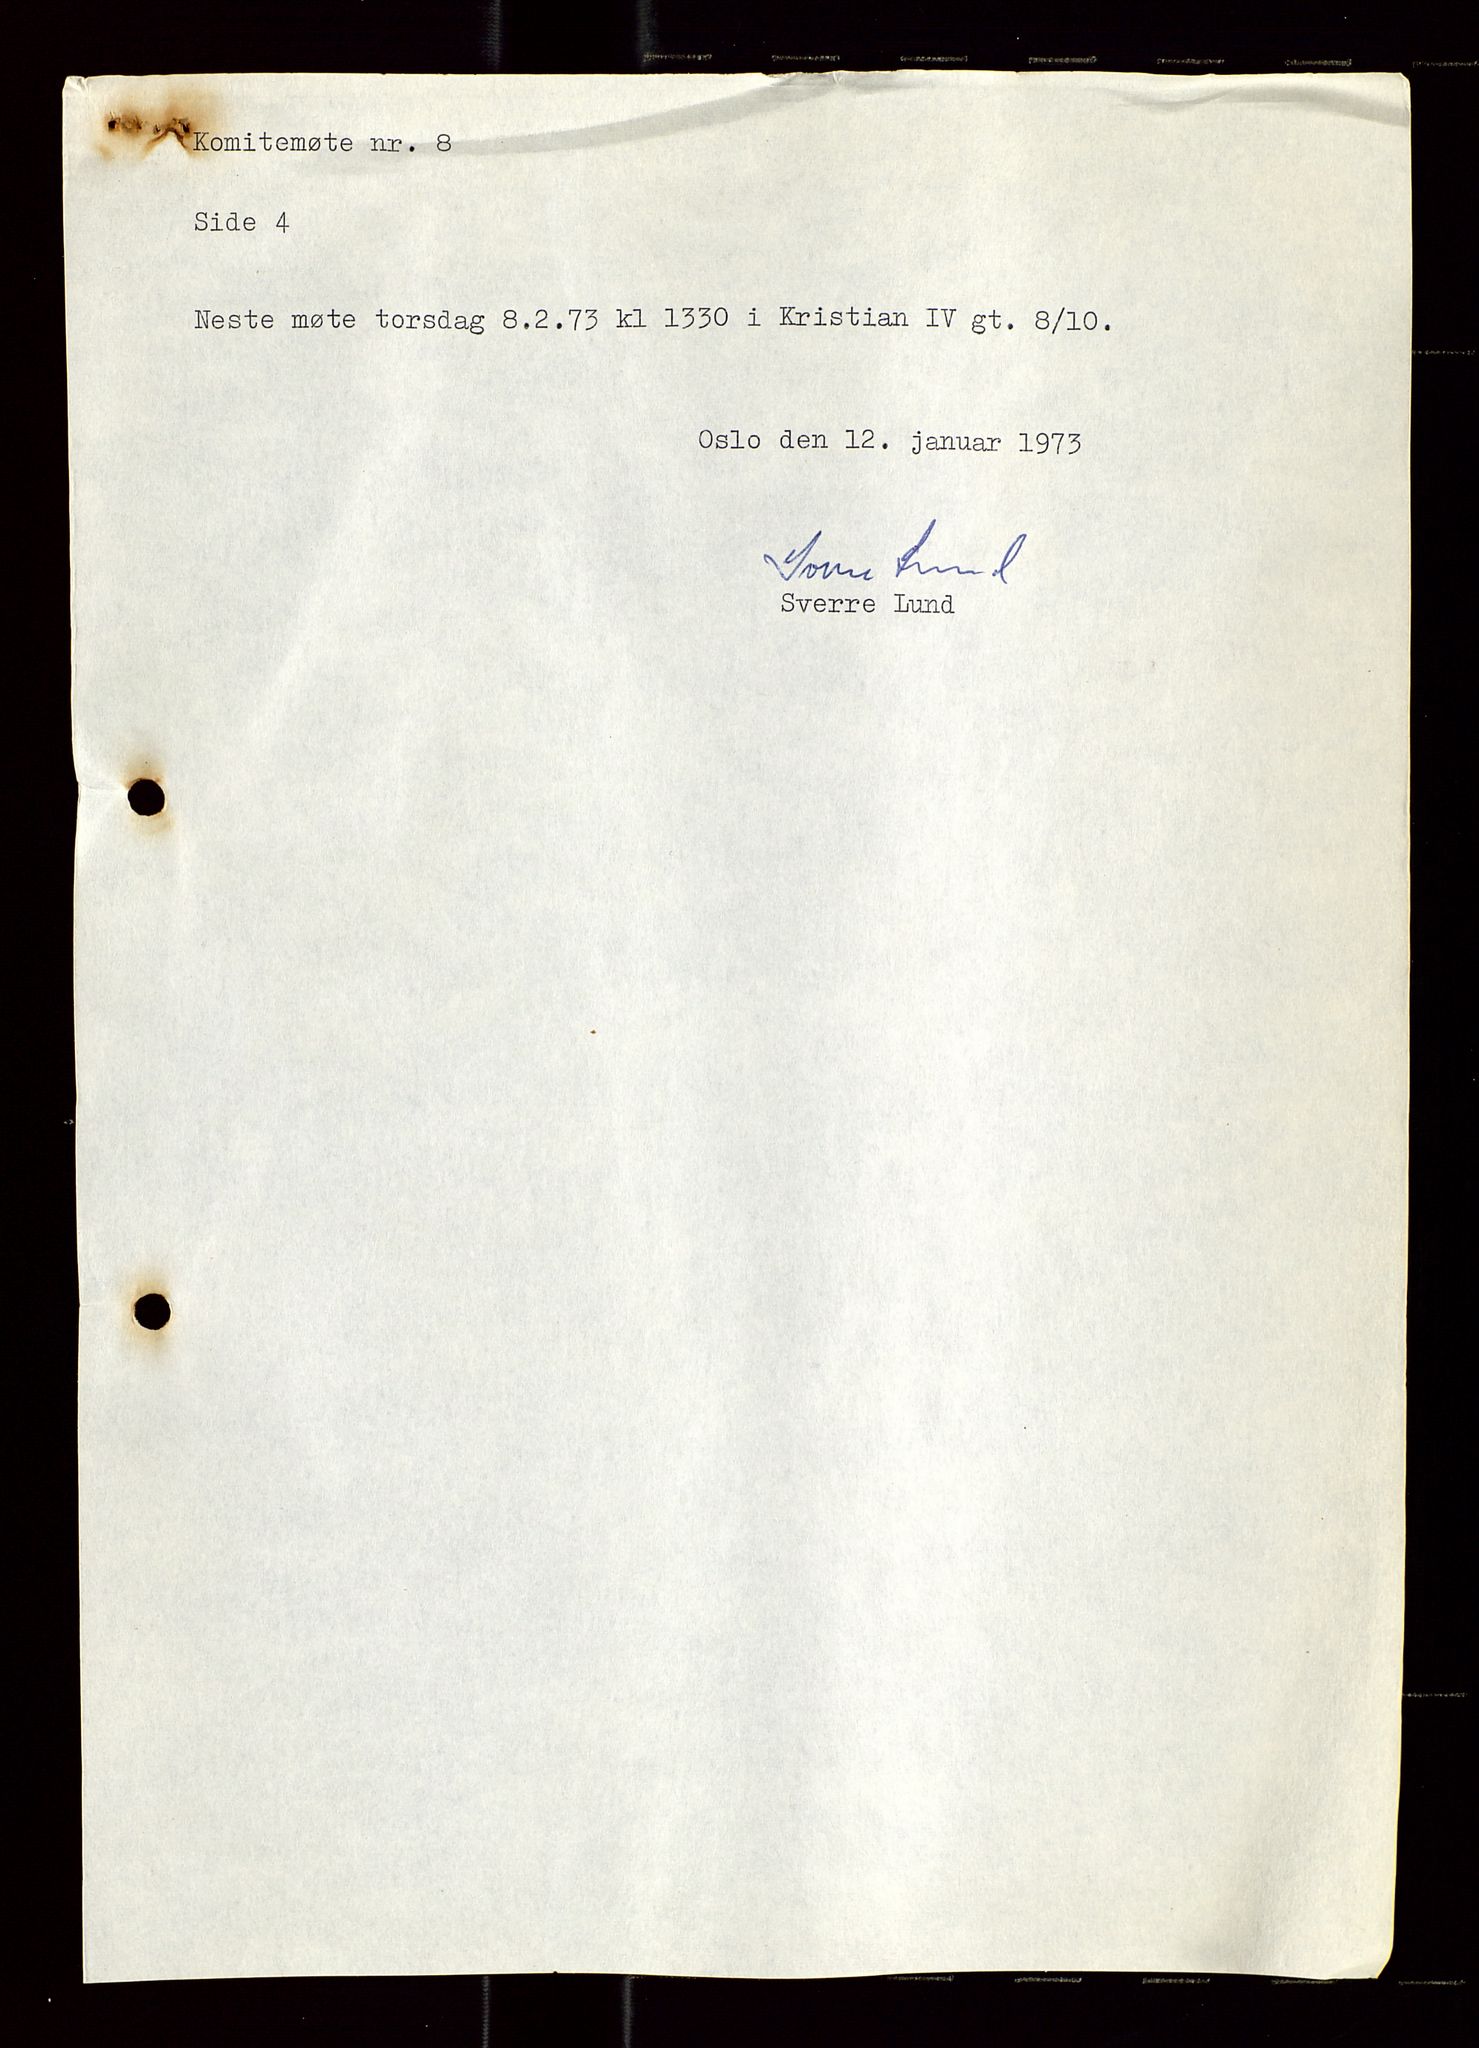 Komitemøte nr. 8
Side 4
Neste møte torsdag 8.2.73 kl 1330 i Kristian IV gt. 8/10.
Oslo den 12. januar 1973
Sverre Lund
Sverre Lund